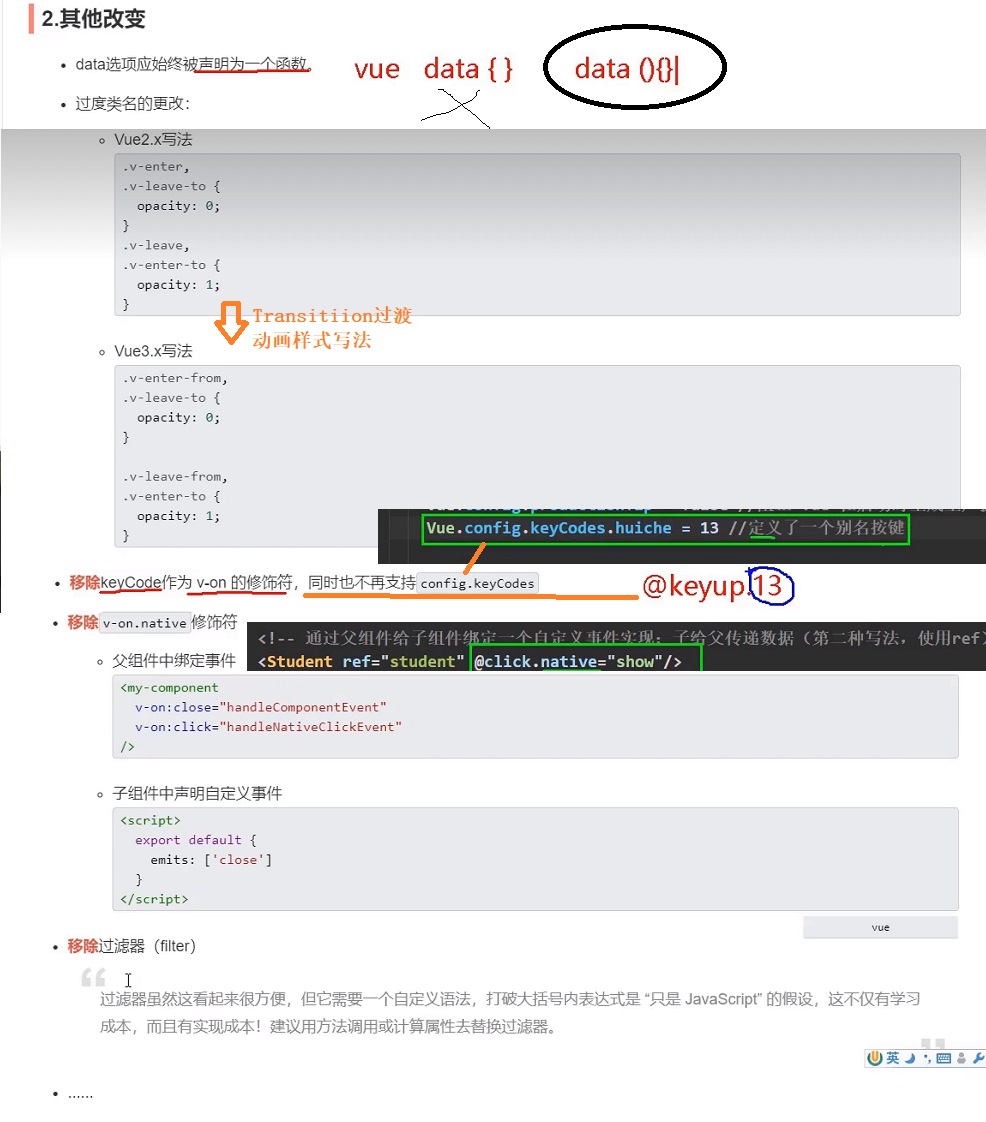 2.其他改变
data选项应始终被声明为一个函数。
vue data { } data (){}
过度类名的更改：
Vue2.x写法
.v-enter,
.v-leave-to {
opacity: 0;
}
.v-leave,
.v-enter-to {
opacity: 1;
}
Transitiion过渡
动画样式写法
Vue3.x写法
.v-enter-from,
.v-leave-to {
opacity: 0;
}
.v-leave-from,
.v-enter-to {
opacity: 1;
}
Vue.config.keyCodes.huiche = 13 //定义了一个别名按键
移除keyCode作为 v-on 的修饰符，同时也不再支持config.keyCodes
@keyup.13
移除v-on.native修饰符
<!-- 通过父组件给子组件绑定一个自定义事件实现：子给父传递数据（第二种写法，使用ref）
<Student ref="student" @click.native="show"/>
父组件中绑定事件
<my-component
v-on:close="handleComponentEvent"
v-on:click="handleNativeClickEvent"
/>
子组件中声明自定义事件
<script>
export default {
emits: ['close']
}
</script>
vue
移除过滤器（filter）
过滤器虽然这看起来很方便，但它需要一个自定义语法，打破大括号内表达式是 “只是 JavaScript” 的假设，这不仅有学习
成本，而且有实现成本！建议用方法调用或计算属性去替换过滤器。
英
......